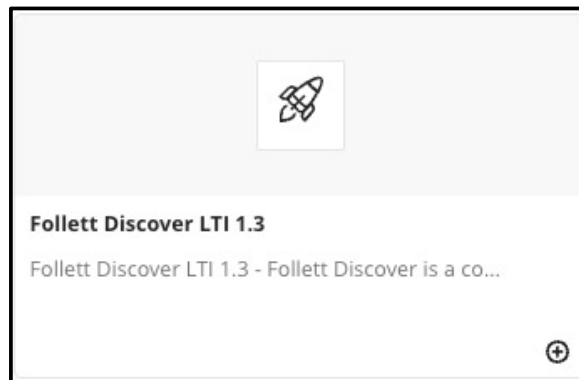 Follett Discover LTI 1.3
Follett Discover LTI 1.3 - Follett Discover is a co...